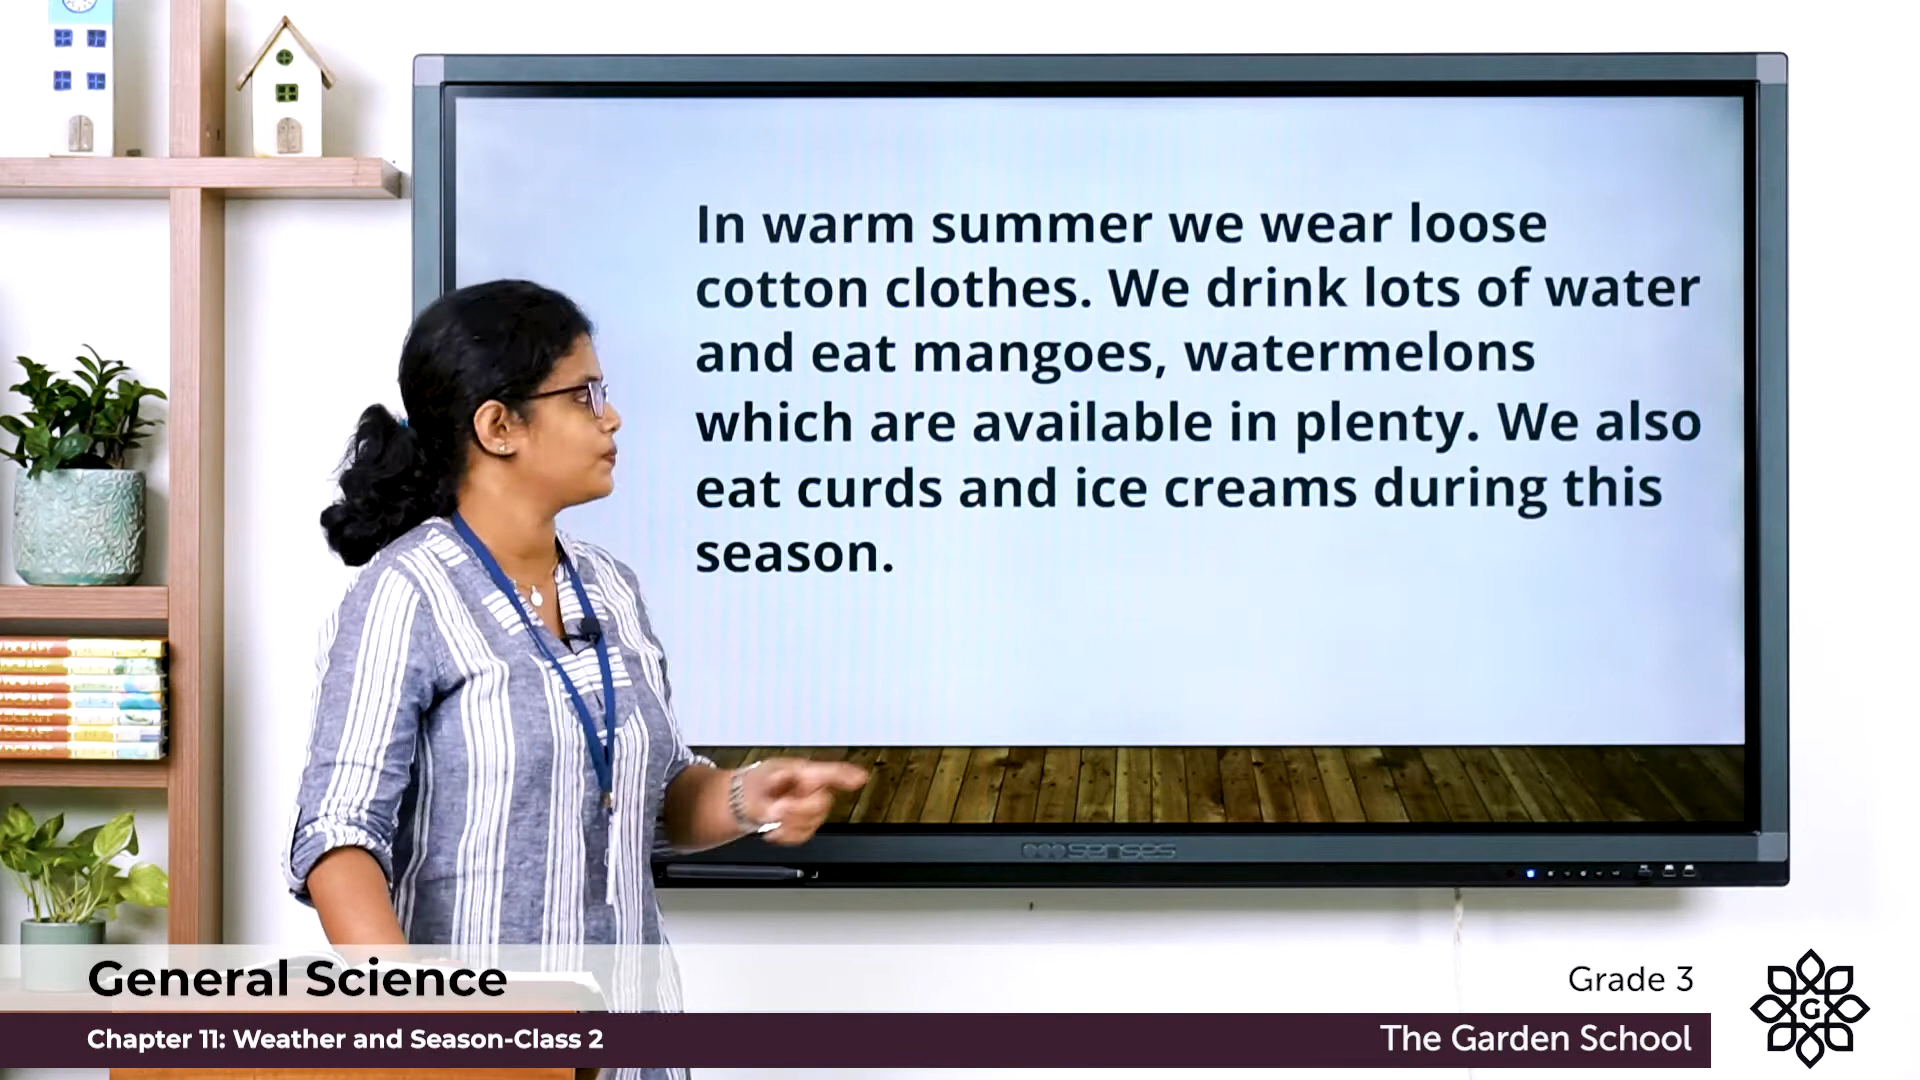 In warm summer we wear loose
cotton clothes. We drink lots of water
and eat mangoes, watermelons
which are available in plenty. We also
eat curds and ice creams during this
season.
senses
General Science
Grade 3
Chapter 11: Weather and Season-Class 2
The Garden School
G